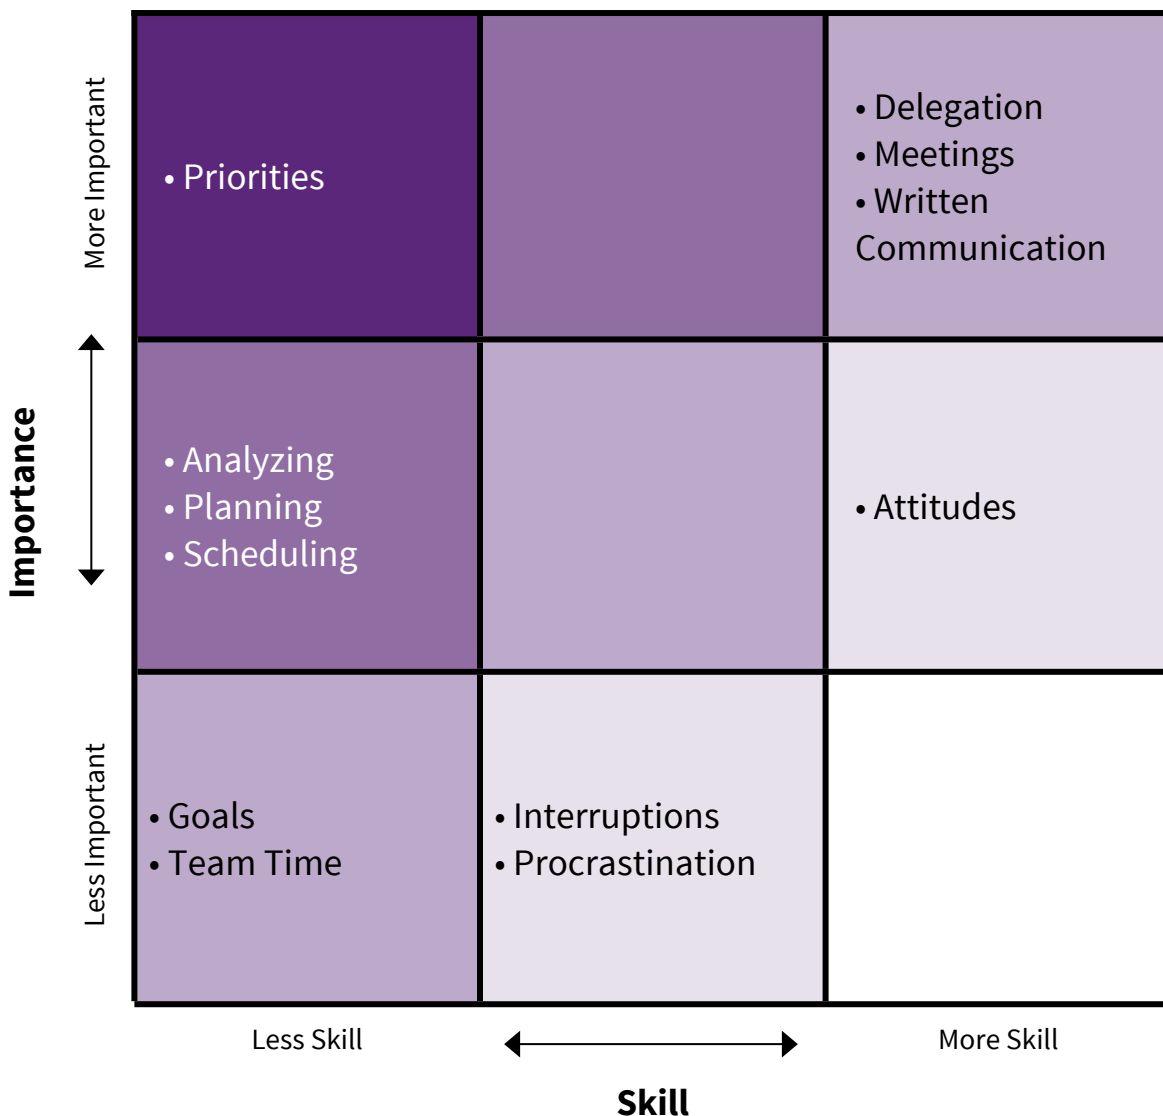 More Important
• Priorities
• Delegation
• Meetings
• Written
Communication
Importance
• Analyzing
• Planning
• Scheduling
• Attitudes
Less Important
• Goals
• Team Time
• Interruptions
• Procrastination
Less Skill
More Skill
Skill